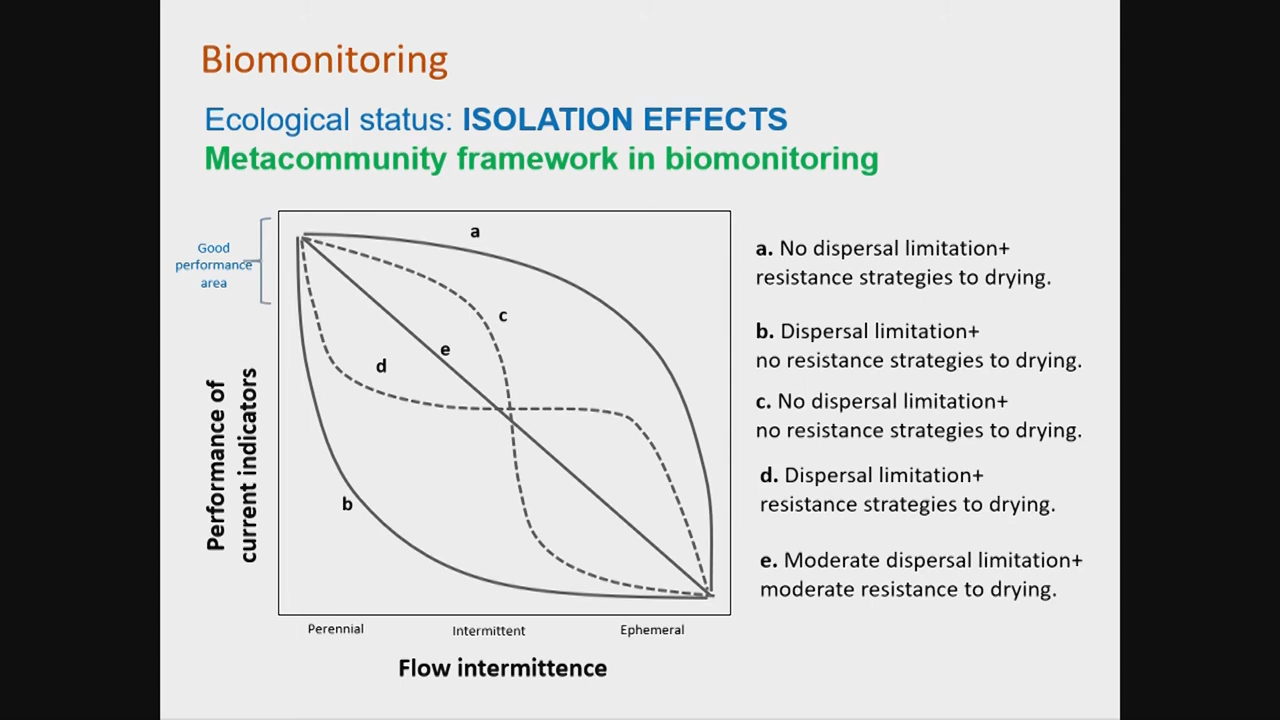 Biomonitoring
Ecological status: ISOLATION EFFECTS
Metacommunity framework in biomonitoring
Good
performance
area
Performance of
current indicators
a
c
e
d
b
Perennial
Intermittent
Ephemeral
Flow intermittence
a. No dispersal limitation+
resistance strategies to drying.
b. Dispersal limitation+
no resistance strategies to drying.
c. No dispersal limitation+
no resistance strategies to drying.
d. Dispersal limitation+
resistance strategies to drying.
e. Moderate dispersal limitation+
moderate resistance to drying.